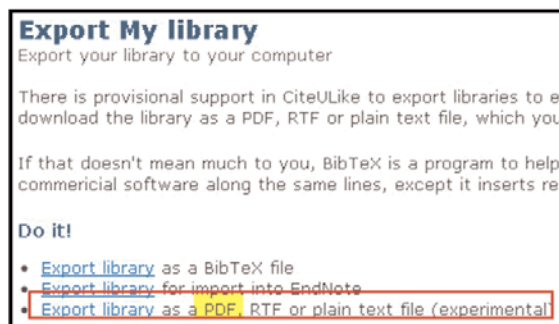 Export My library
Export your library to your computer
There is provisional support in CiteULike to export libraries to e
download the library as a PDF, RTF or plain text file, which you
If that doesn't mean much to you, BibTeX is a program to help
commericial software along the same lines, except it inserts re
Do it!
• Export library as a BibTeX file
• Export library for import into EndNote
• Export library as a PDF, RTF or plain text file (experimental)